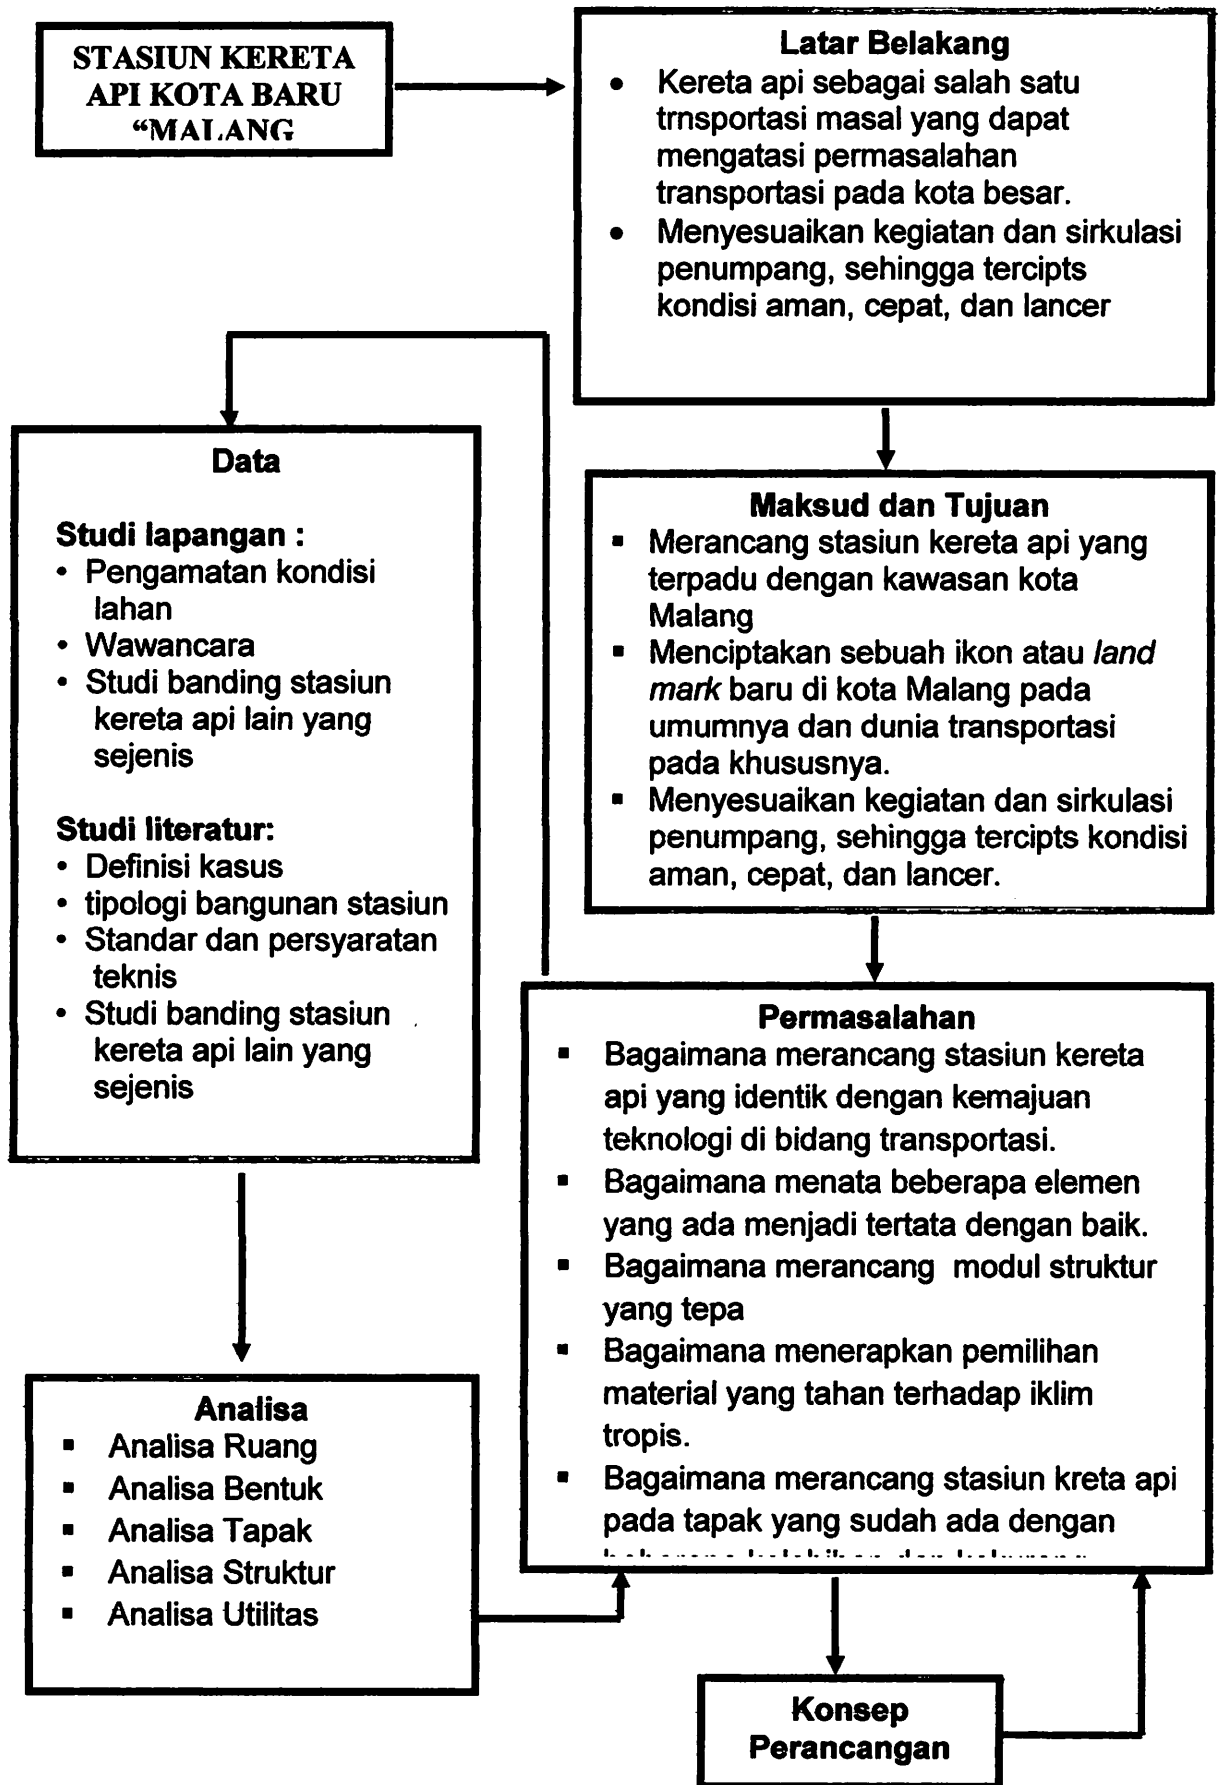 STASIUN KERETA
API KOTA BARU
“MALANG
Latar Belakang
• Kereta api sebagai salah satu
trnsportasi masal yang dapat
mengatasi permasalahan
transportasi pada kota besar.
• Menyesuaikan kegiatan dan sirkulasi
penumpang, sehingga tercipts
kondisi aman, cepat, dan lancer
Maksud dan Tujuan
▪ Merancang stasiun kereta api yang
terpadu dengan kawasan kota
Malang
▪ Menciptakan sebuah ikon atau land
mark baru di kota Malang pada
umumnya dan dunia transportasi
pada khususnya.
▪ Menyesuaikan kegiatan dan sirkulasi
penumpang, sehingga tercipts kondisi
aman, cepat, dan lancer.
Permasalahan
▪ Bagaimana merancang stasiun kereta
api yang identik dengan kemajuan
teknologi di bidang transportasi.
▪ Bagaimana menata beberapa elemen
yang ada menjadi tertata dengan baik.
▪ Bagaimana merancang modul struktur
yang tepa
▪ Bagaimana menerapkan pemilihan
material yang tahan terhadap iklim
tropis.
▪ Bagaimana merancang stasiun kreta api
pada tapak yang sudah ada dengan
Data
Studi lapangan :
• Pengamatan kondisi
lahan
• Wawancara
• Studi banding stasiun
kereta api lain yang
sejenis
Studi literatur:
• Definisi kasus
• tipologi bangunan stasiun
• Standar dan persyaratan
teknis
• Studi banding stasiun
kereta api lain yang
sejenis
Analisa
▪ Analisa Ruang
▪ Analisa Bentuk
▪ Analisa Tapak
▪ Analisa Struktur
▪ Analisa Utilitas
Konsep
Perancangan